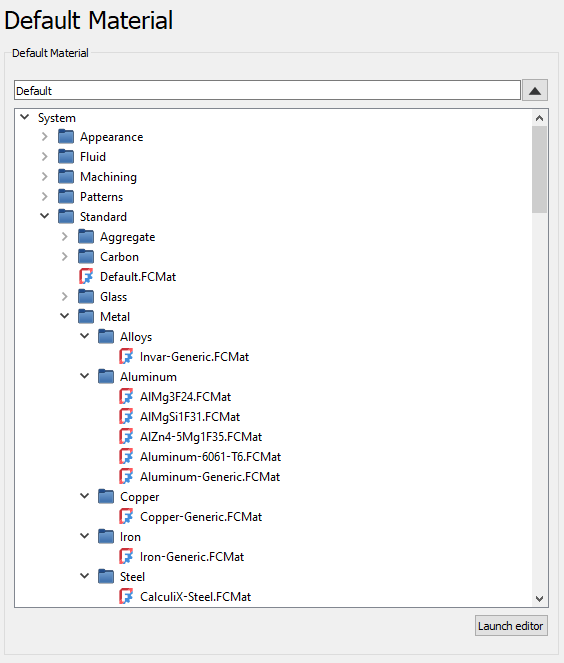 Default Material
Default Material
Default
System
Appearance
Fluid
Machining
Patterns
Standard
Aggregate
Carbon
Default.FCMat
Glass
Metal
Alloys
Invar-Generic.FCMat
Aluminum
AlMg3F24.FCMat
AlMgSi1F31.FCMat
AlZn4-5Mg1F35.FCMat
Aluminum-6061-T6.FCMat
Aluminum-Generic.FCMat
Copper
Copper-Generic.FCMat
Iron
Iron-Generic.FCMat
Steel
CalculiX-Steel.FCMat
Launch editor